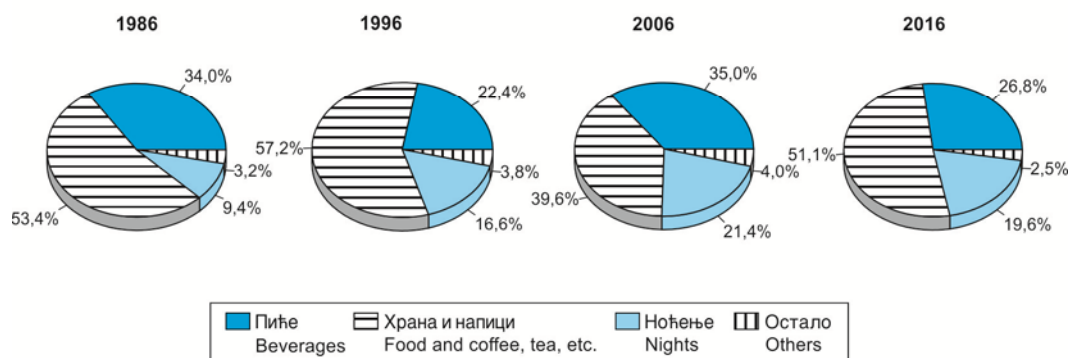 1986
1996
2006
2016
34,0%
3,2%
9,4%
53,4%
22,4%
57,2%
3,8%
16,6%
35,0%
4,0%
39,6%
21,4%
26,8%
51,1%
2,5%
19,6%
Пиће
Beverages
Храна и напици
Food and coffee, tea, etc.
Ноћење
Nights
Остало
Others